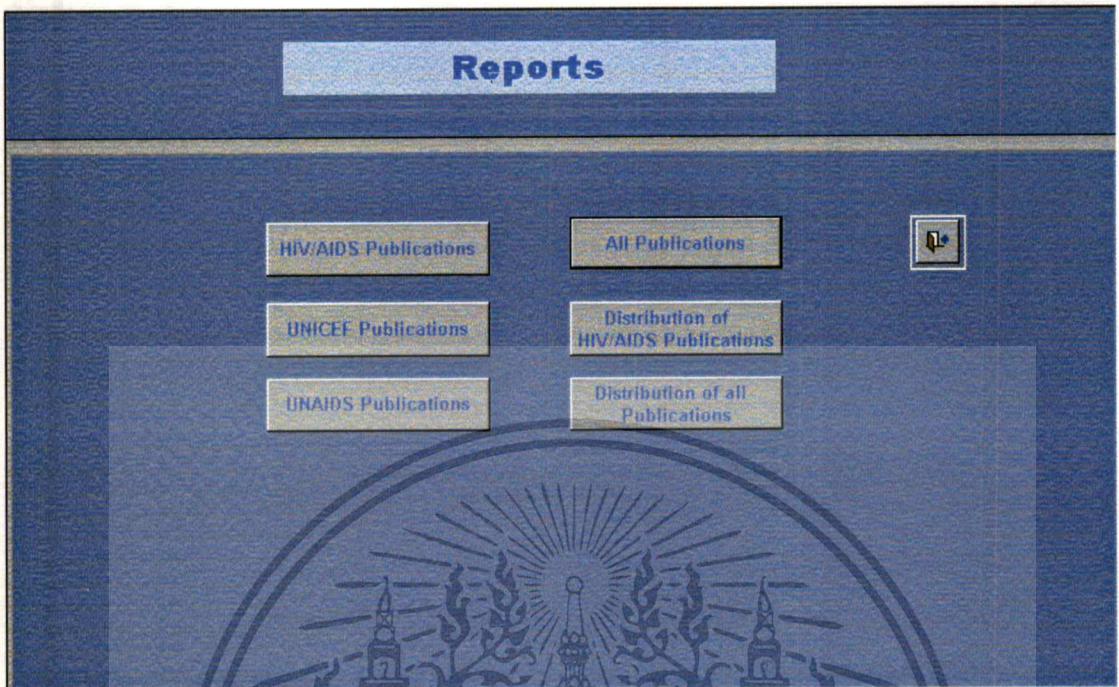 Reports
HIV/AIDS Publications
All Publications
UNICEF Publications
Distribution of
HIV/AIDS Publications
UNAIDS Publications
Distribution of all
Publications